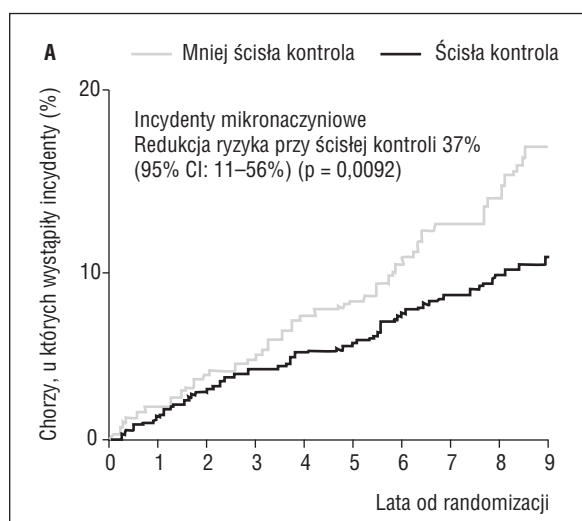 A
Mniej ścisła kontrola
Ścisła kontrola
Chorzy, u których wystąpiły incydenty (%)
20
10
0
Incydenty mikronaczyniowe
Redukcja ryzyka przy ścisłej kontroli 37%
(95% CI: 11–56%) (p = 0,0092)
0 1 2 3 4 5 6 7 8 9
Lata od randomizacji